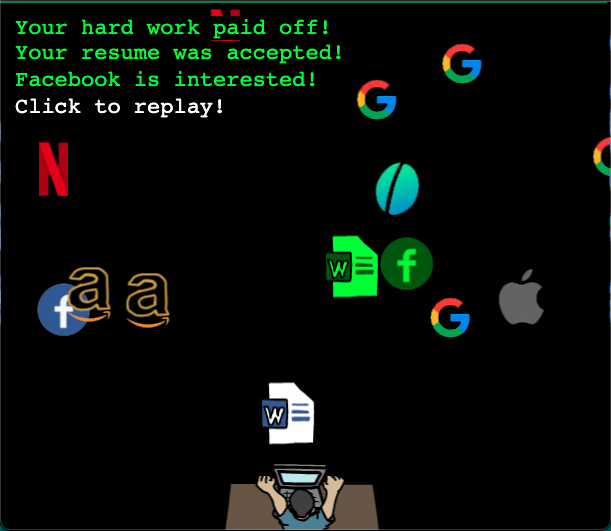 Your hard work paid off!
Your resume was accepted!
Facebook is interested!
Click to replay!
N
a a
W
W